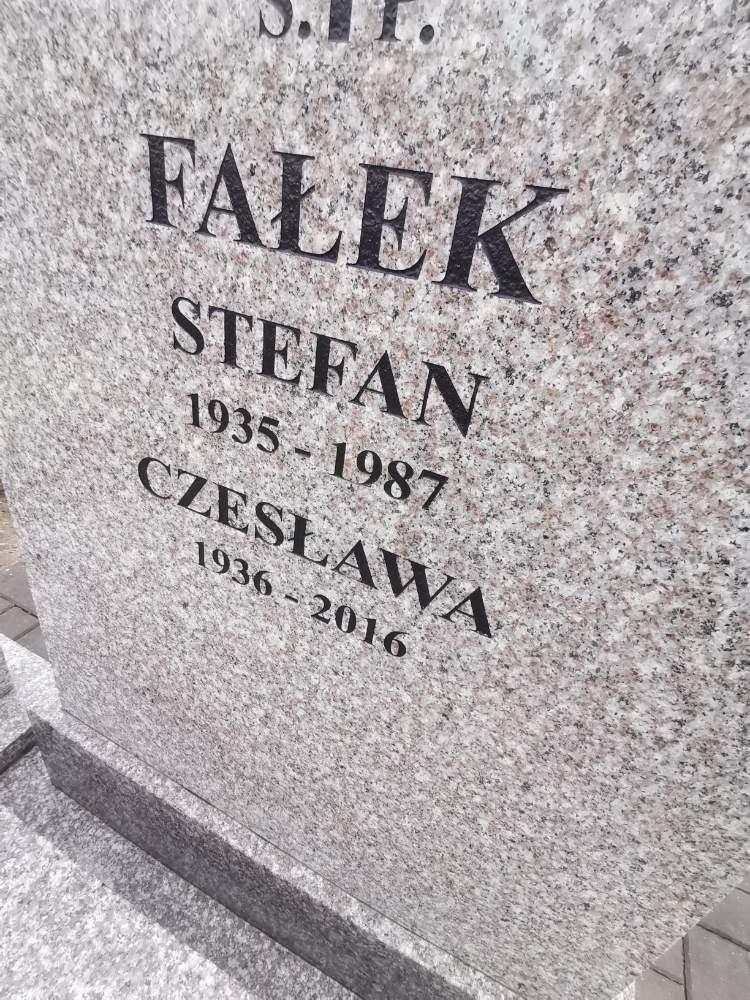 Ś.†P.
FAŁEK
STEFAN
1935 - 1987
CZESŁAWA
1936 - 2016